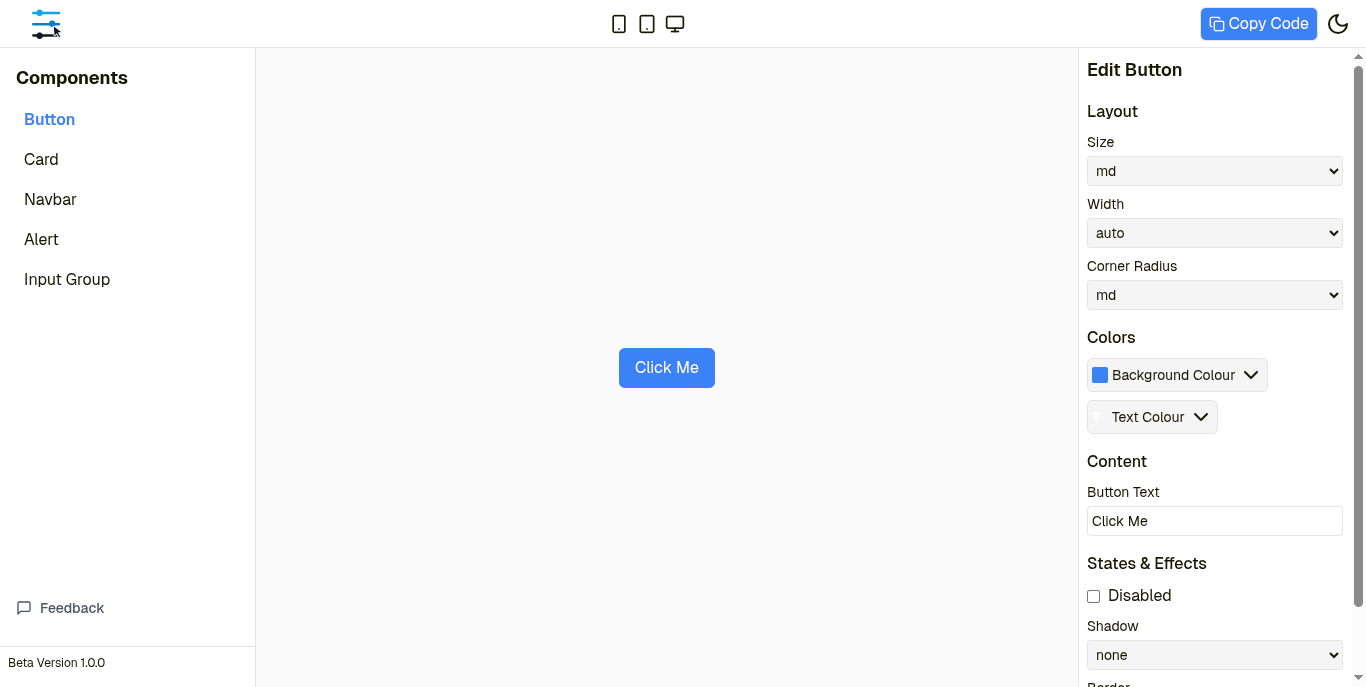 Copy Code
Components
Button
Card
Navbar
Alert
Input Group
Feedback
Beta Version 1.0.0
Click Me
Edit Button
Layout
Size
md
Width
auto
Corner Radius
md
Colors
Background Colour
T Text Colour
Content
Button Text
Click Me
States & Effects
Disabled
Shadow
none
Border